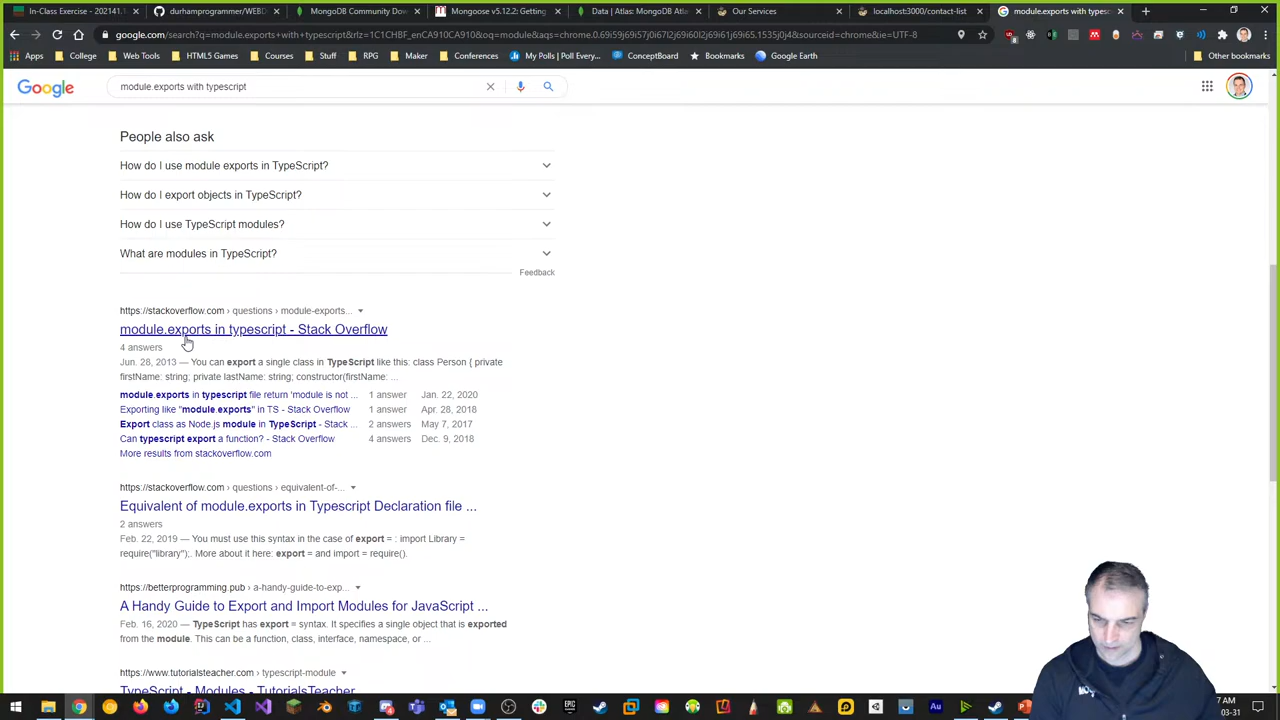 In-Class Exercise - 202141.1
durhamprogrammer/WEBD
MongoDB Community Dow
Mongoose v5.12.2: Getting
Data | Atlas: MongoDB Atl
Our Services
localhost:3000/contact-list
module.exports with typesc
google.com/search?q=module.exports+with+typescript&rlz=1C1CHBF_enCA910CA910&oq=module&aqs=chrome.0.69i59j69i57j0i67l2j69i60l2j69i61j69i65.1535j0j4&sourceid=chrome&ie=UTF-8
Apps College Web Tools HTML5 Games Courses Stuff RPG Maker Conferences My Polls | Poll Every... ConceptBoard Bookmarks Google Earth Other bookmarks
Google module.exports with typescript
People also ask
How do I use module exports in TypeScript?
How do I export objects in TypeScript?
How do I use TypeScript modules?
What are modules in TypeScript?
Feedback
https://stackoverflow.com › questions › module-exports...
module.exports in typescript - Stack Overflow
4 answers
Jun. 28, 2013 — You can export a single class in TypeScript like this: class Person { private
firstName: string; private lastName: string; constructor(firstName: ...
module.exports in typescript file return 'module is not ... 1 answer Jan. 22, 2020
Exporting like "module.exports" in TS - Stack Overflow 1 answer Apr. 28, 2018
Export class as Node.js module in TypeScript - Stack ... 2 answers May 7, 2017
Can typescript export a function? - Stack Overflow 4 answers Dec. 9, 2018
More results from stackoverflow.com
https://stackoverflow.com › questions › equivalent-of-...
Equivalent of module.exports in Typescript Declaration file ...
2 answers
Feb. 22, 2019 — You must use this syntax in the case of export = : import Library =
require("library");. More about it here: export = and import = require().
https://betterprogramming.pub › a-handy-guide-to-exp...
A Handy Guide to Export and Import Modules for JavaScript ...
Feb. 16, 2020 — TypeScript has export = syntax. It specifies a single object that is exported
from the module. This can be a function, class, interface, namespace, or ...
https://www.tutorialsteacher.com › typescript-module
TypeScript - Modules - TutorialsTeacher
7 AM
03-31